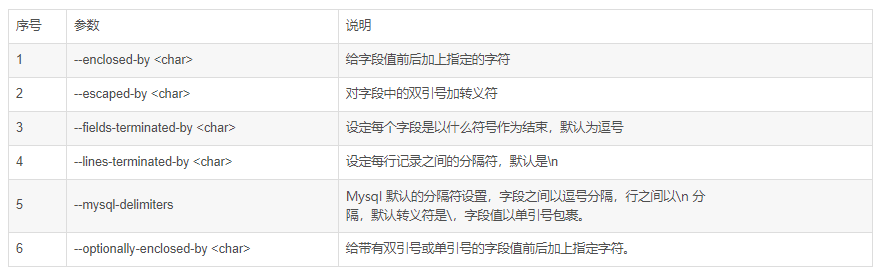 序号 参数 说明
1 --enclosed-by <char> 给字段值前后加上指定的字符
2 --escaped-by <char> 对字段中的双引号加转义符
3 --fields-terminated-by <char> 设定每个字段是以什么符号作为结束，默认为逗号
4 --lines-terminated-by <char> 设定每行记录之间的分隔符，默认是\n
5 --mysql-delimiters Mysql 默认的分隔符设置，字段之间以逗号分隔，行之间以\n 分
隔，默认转义符是\，字段值以单引号包裹。
6 --optionally-enclosed-by <char> 给带有双引号或单引号的字段值前后加上指定字符。